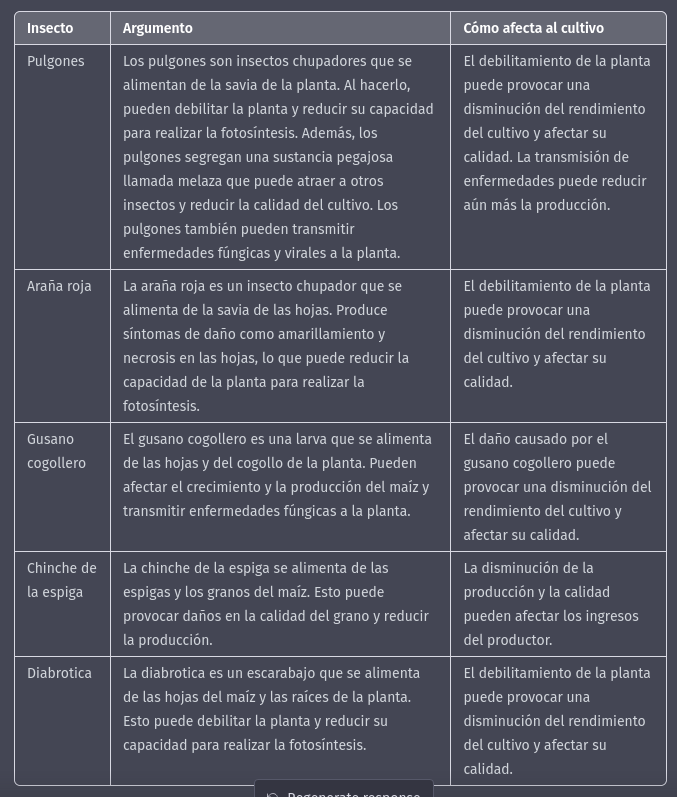 Insecto
Argumento
Cómo afecta al cultivo
Pulgones
Los pulgones son insectos chupadores que se
alimentan de la savia de la planta. Al hacerlo,
pueden debilitar la planta y reducir su capacidad
para realizar la fotosíntesis. Además, los
pulgones segregan una sustancia pegajosa
llamada melaza que puede atraer a otros
insectos y reducir la calidad del cultivo. Los
pulgones también pueden transmitir
enfermedades fúngicas y virales a la planta.
El debilitamiento de la planta
puede provocar una
disminución del rendimiento
del cultivo y afectar su
calidad. La transmisión de
enfermedades puede reducir
aún más la producción.
Araña roja
La araña roja es un insecto chupador que se
alimenta de la savia de las hojas. Produce
síntomas de daño como amarillamiento y
necrosis en las hojas, lo que puede reducir la
capacidad de la planta para realizar la
fotosíntesis.
El debilitamiento de la planta
puede provocar una
disminución del rendimiento
del cultivo y afectar su
calidad.
Gusano
cogollero
El gusano cogollero es una larva que se alimenta
de las hojas y del cogollo de la planta. Pueden
afectar el crecimiento y la producción del maíz y
transmitir enfermedades fúngicas a la planta.
El daño causado por el
gusano cogollero puede
provocar una disminución del
rendimiento del cultivo y
afectar su calidad.
Chinche de
la espiga
La chinche de la espiga se alimenta de las
espigas y los granos del maíz. Esto puede
provocar daños en la calidad del grano y reducir
la producción.
La disminución de la
producción y la calidad
pueden afectar los ingresos
del productor.
Diabrotica
La diabrotica es un escarabajo que se alimenta
de las hojas del maíz y las raíces de la planta.
Esto puede debilitar la planta y reducir su
capacidad para realizar la fotosíntesis.
El debilitamiento de la planta
puede provocar una
disminución del rendimiento
del cultivo y afectar su
calidad.
Regenerate response